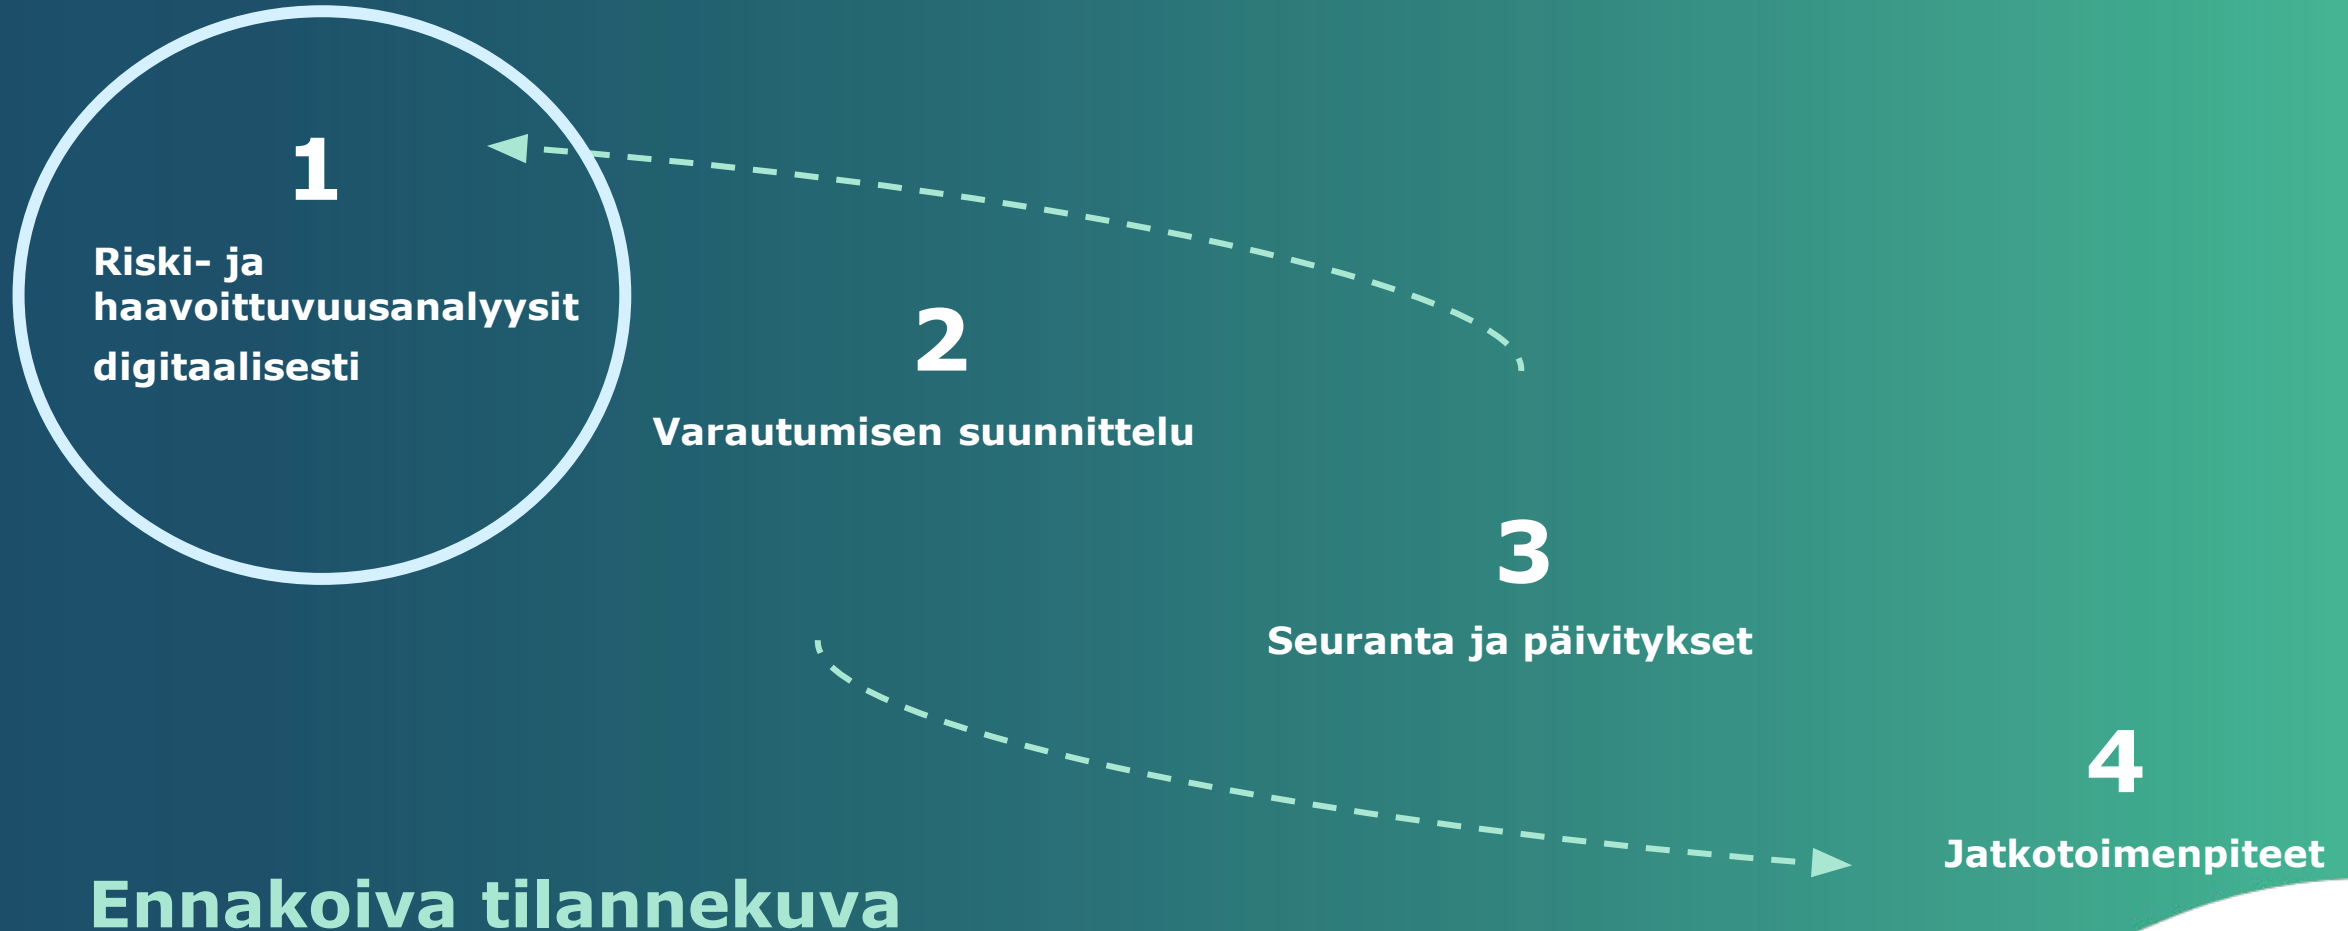 1
Riski- ja
haavoittuvuusanalyysit
digitaalisesti
2
Varautumisen suunnittelu
3
Seuranta ja päivitykset
4
Jatkotoimenpiteet
Ennakoiva tilannekuva